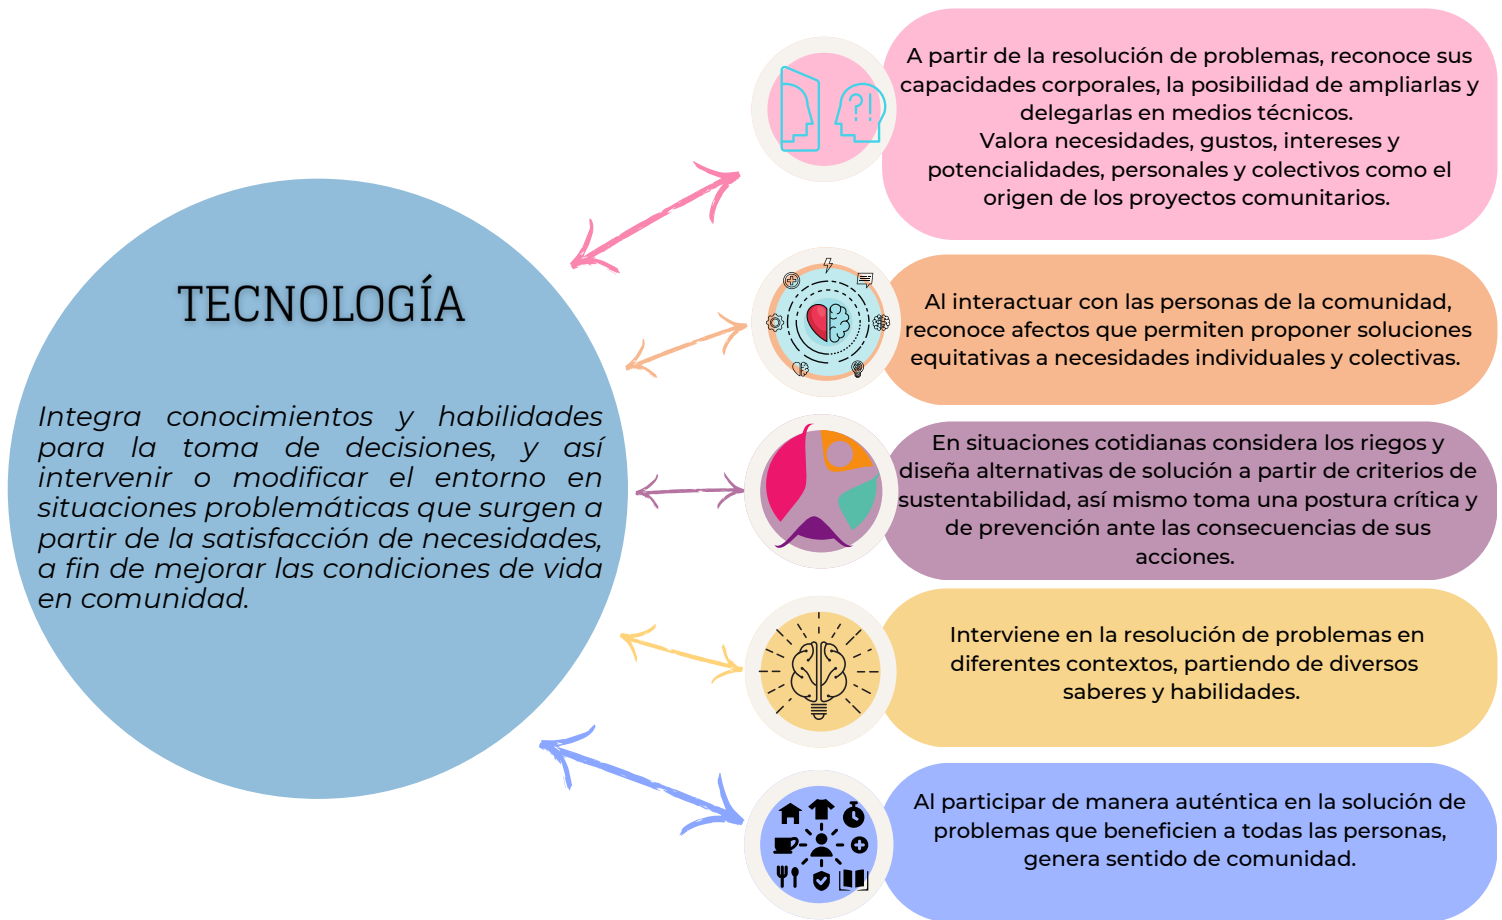 TECNOLOGÍA
Integra conocimientos y habilidades
para la toma de decisiones, y así
intervenir o modificar el entorno en
situaciones problemáticas que surgen a
partir de la satisfacción de necesidades,
a fin de mejorar las condiciones de vida
en comunidad.
A partir de la resolución de problemas, reconoce sus
capacidades corporales, la posibilidad de ampliarlas y
delegarlas en medios técnicos.
Valora necesidades, gustos, intereses y
potencialidades, personales y colectivos como el
origen de los proyectos comunitarios.
Al interactuar con las personas de la comunidad,
reconoce afectos que permiten proponer soluciones
equitativas a necesidades individuales y colectivas.
En situaciones cotidianas considera los riegos y
diseña alternativas de solución a partir de criterios de
sustentabilidad, así mismo toma una postura crítica y
de prevención ante las consecuencias de sus
acciones.
Interviene en la resolución de problemas en
diferentes contextos, partiendo de diversos
saberes y habilidades.
Al participar de manera auténtica en la solución de
problemas que beneficien a todas las personas,
genera sentido de comunidad.